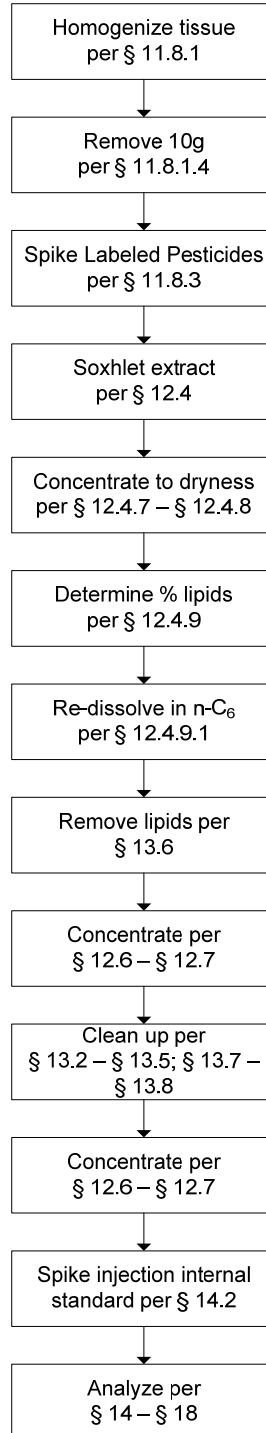 Homogenize tissue
per § 11.8.1
Remove 10g
per § 11.8.1.4
Spike Labeled Pesticides
per § 11.8.3
Soxhlet extract
per § 12.4
Concentrate to dryness
per § 12.4.7 – § 12.4.8
Determine % lipids
per § 12.4.9
Re-dissolve in n-C₆
per § 12.4.9.1
Remove lipids per
§ 13.6
Concentrate per
§ 12.6 – § 12.7
Clean up per
§ 13.2 – § 13.5; § 13.7 –
§ 13.8
Concentrate per
§ 12.6 – § 12.7
Spike injection internal
standard per § 14.2
Analyze per
§ 14 – § 18